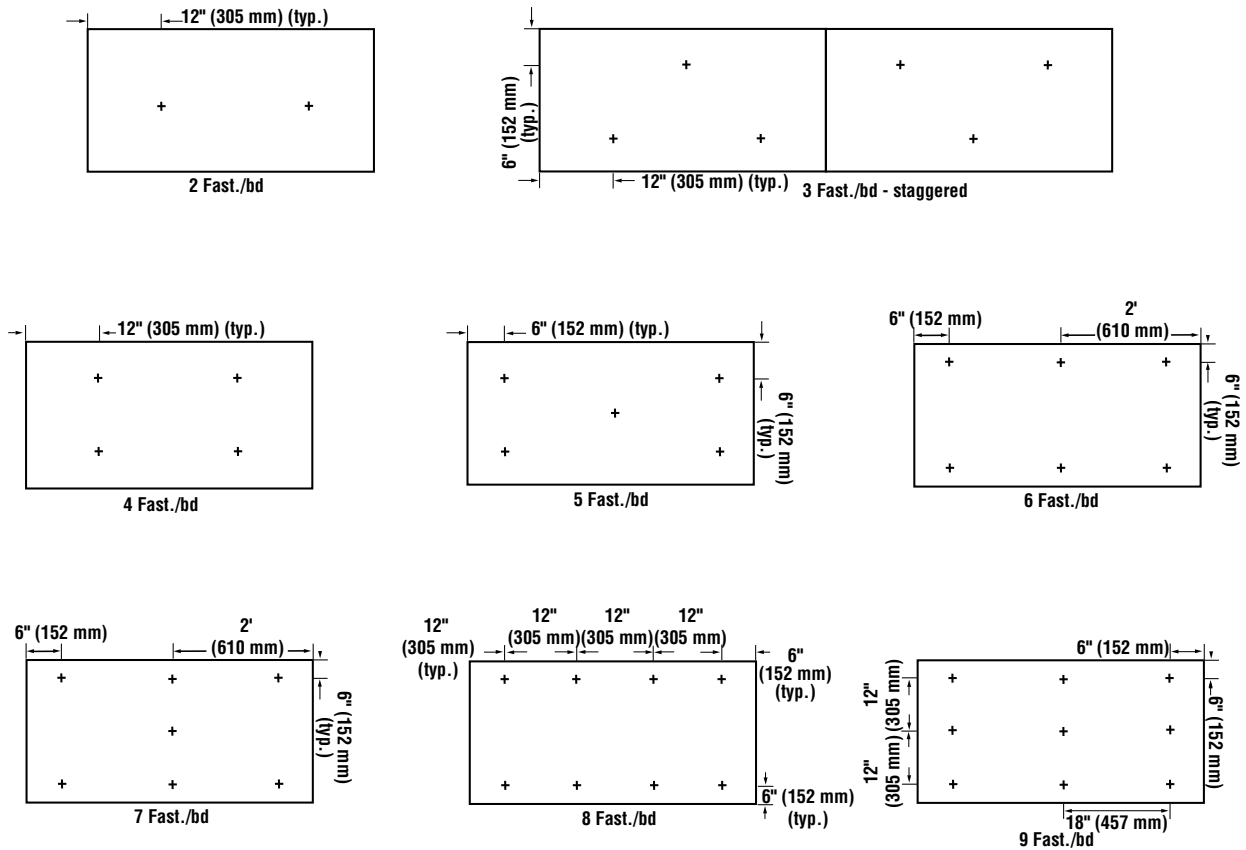 12" (305 mm) (typ.)
2 Fast./bd
6" (152 mm)
(typ.)
12" (305 mm) (typ.)
3 Fast./bd - staggered
12" (305 mm) (typ.)
4 Fast./bd
6" (152 mm) (typ.)
6" (152 mm)
(typ.)
5 Fast./bd
6" (152 mm)
2'
(610 mm)
6" (152 mm)
(typ.)
6 Fast./bd
6" (152 mm)
2'
(610 mm)
6" (152 mm)
(typ.)
7 Fast./bd
12"
(305 mm)
(typ.)
12"
(305 mm)
12"
(305 mm)
12"
(305 mm)
6"
(152 mm)
(typ.)
6" (152 mm)
(typ.)
8 Fast./bd
6" (152 mm)
12"
(305 mm)
12"
(305 mm)
6" (152 mm)
18" (457 mm)
9 Fast./bd